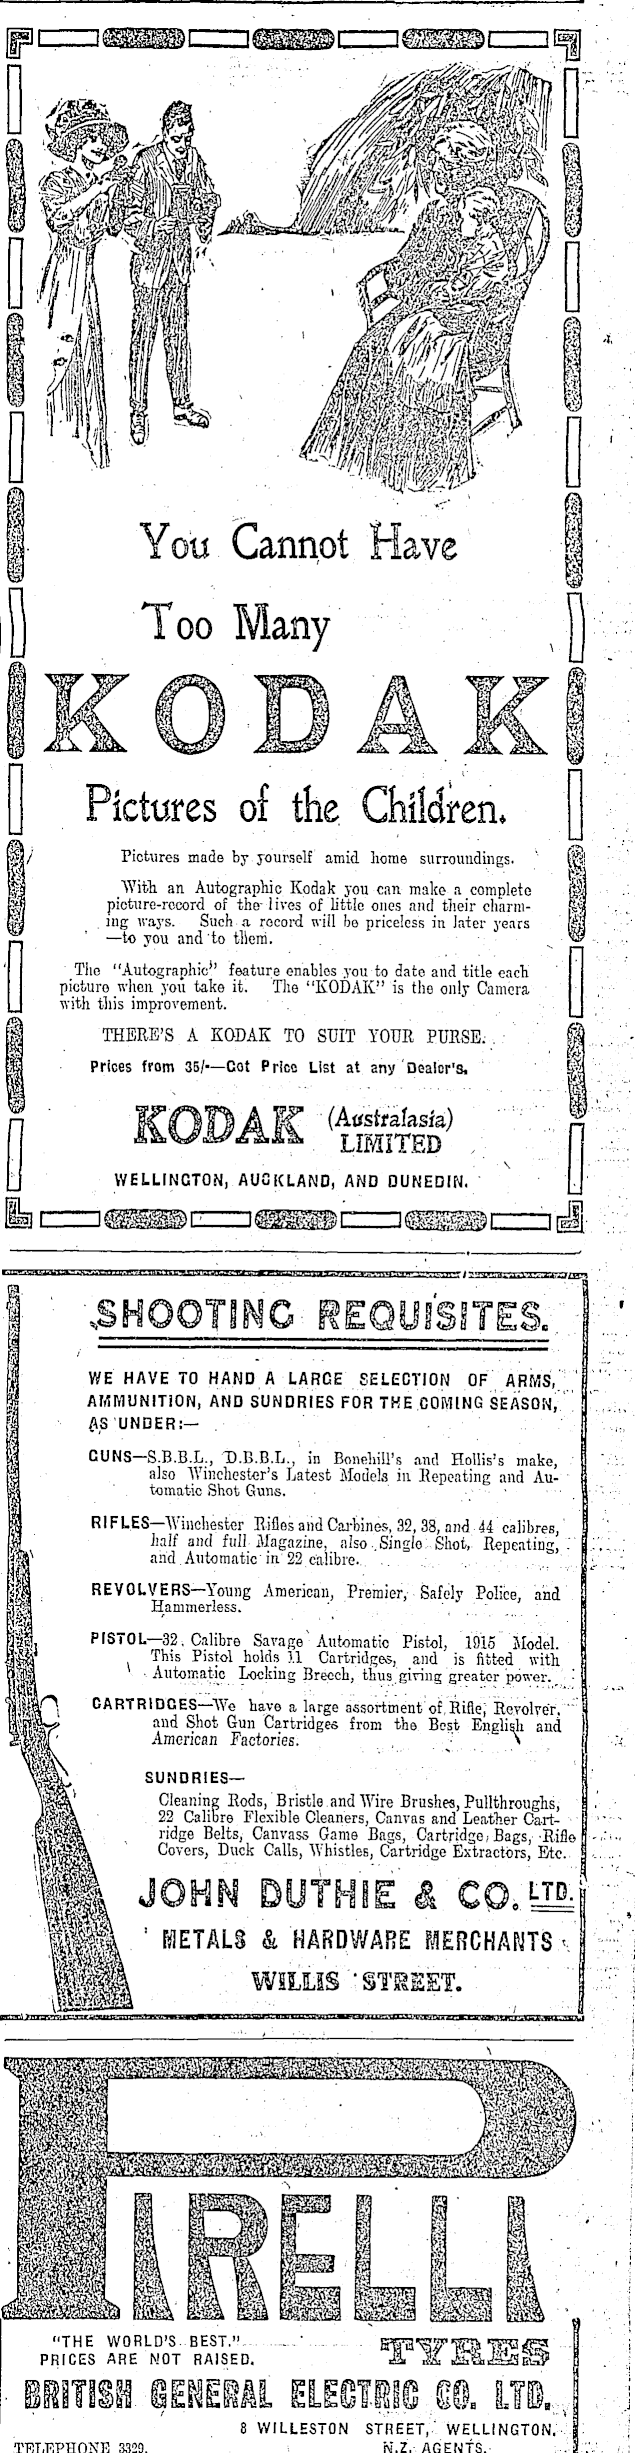 You Cannot Have
Too Many
KODAK
Pictures of the Children.
Pictures made by yourself amid home surroundings.
With an Autographic Kodak you can make a complete
picture-record of the lives of little ones and their charm-
ing ways. Such a record will be priceless in later years
—to you and to them.
The "Autographic" feature enables you to date and title each
picture when you take it. The "KODAK" is the only Camera
with this improvement.
THERE'S A KODAK TO SUIT YOUR PURSE.
Prices from 35/-—Get Price List at any Dealer's.
KODAK (Australasia)
LIMITED
WELLINGTON, AUCKLAND, AND DUNEDIN.
SHOOTING REQUISITES.
WE HAVE TO HAND A LARGE SELECTION OF ARMS,
AMMUNITION, AND SUNDRIES FOR THE COMING SEASON,
AS UNDER:—
GUNS—S.B.B.L., D.B.B.L., in Bonehill's and Hollis's make,
also Winchester's Latest Models in Repeating and Au-
tomatic Shot Guns.
RIFLES—Winchester Rifles and Carbines, 32, 38, and 44 calibres,
half and full Magazine, also Single Shot, Repeating,
and Automatic in 22 calibre.
REVOLVERS—Young American, Premier, Safely Police, and
Hammerless.
PISTOL—32 Calibre Savage Automatic Pistol, 1915 Model.
This Pistol holds 11 Cartridges, and is fitted with
Automatic Locking Breech, thus giving greater power.
CARTRIDGES—We have a large assortment of Rifle, Revolver,
and Shot Gun Cartridges from the Best English and
American Factories.
SUNDRIES—
Cleaning Rods, Bristle and Wire Brushes, Pullthroughs,
22 Calibre Flexible Cleaners, Canvas and Leather Cart-
ridge Belts, Canvass Game Bags, Cartridge Bags, Rifle
Covers, Duck Calls, Whistles, Cartridge Extractors, Etc.
JOHN DUTHIE & CO. LTD.
METALS & HARDWARE MERCHANTS
WILLIS STREET.
PIRELLI
"THE WORLD'S BEST."
PRICES ARE NOT RAISED.
TYRES
BRITISH GENERAL ELECTRIC CO. LTD.
8 WILLESTON STREET, WELLINGTON.
TELEPHONE 3329. N.Z. AGENTS.